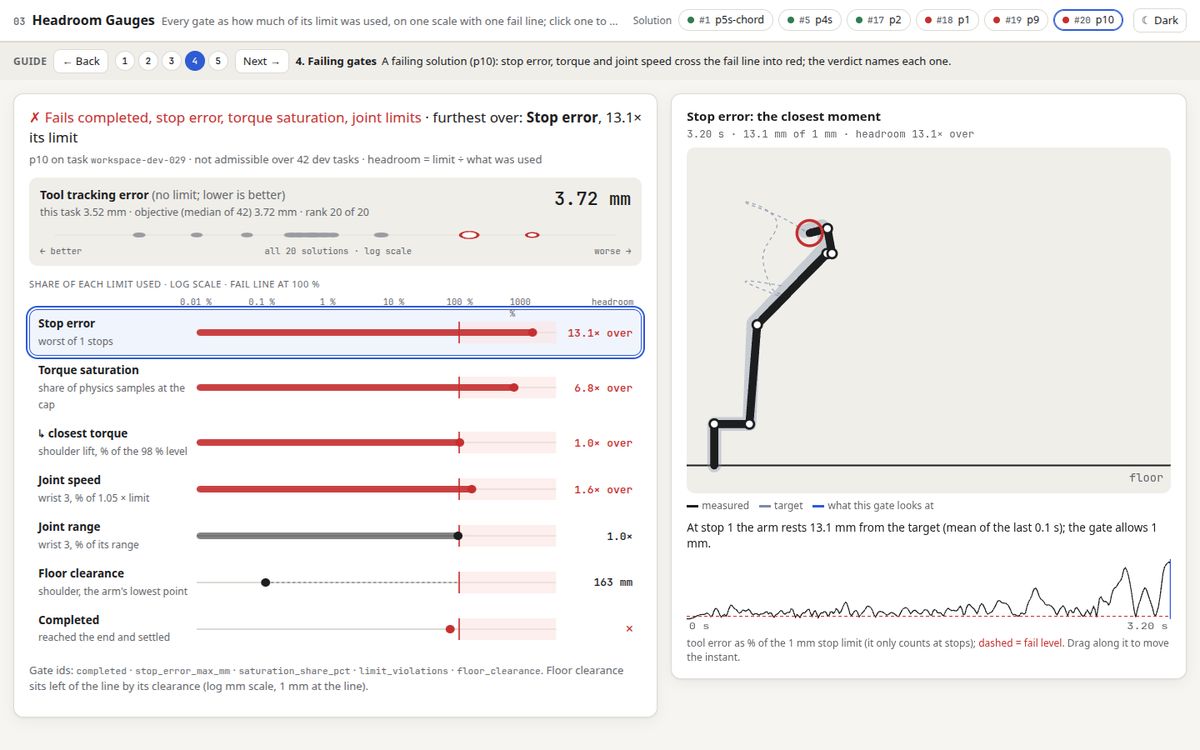 03 Headroom Gauges Every gate as how much of its limit was used, on one scale with one fail line; click one to ... Solution #1 p5s-chord #5 p4s #17 p2 #18 p1 #19 p9 #20 p10 ☾ Dark
GUIDE ← Back 1 2 3 4 5 Next → 4. Failing gates A failing solution (p10): stop error, torque and joint speed cross the fail line into red; the verdict names each one.
✗ Fails completed, stop error, torque saturation, joint limits · furthest over: Stop error, 13.1×
its limit
p10 on task workspace-dev-029 · not admissible over 42 dev tasks · headroom = limit ÷ what was used
Tool tracking error (no limit; lower is better) 3.72 mm
this task 3.52 mm · objective (median of 42) 3.72 mm · rank 20 of 20
← better all 20 solutions · log scale worse →
SHARE OF EACH LIMIT USED · LOG SCALE · FAIL LINE AT 100 %
0.01 % 0.1 % 1 % 10 % 100 % 1000 % headroom
Stop error
worst of 1 stops
13.1× over
Torque saturation
share of physics samples at the
cap
6.8× over
↳ closest torque
shoulder lift, % of the 98 % level
1.0× over
Joint speed
wrist 3, % of 1.05 × limit
1.6× over
Joint range
wrist 3, % of its range
1.0×
Floor clearance
shoulder, the arm's lowest point
163 mm
Completed
reached the end and settled
×
Gate ids: completed · stop_error_max_mm · saturation_share_pct · limit_violations · floor_clearance. Floor clearance
sits left of the line by its clearance (log mm scale, 1 mm at the line).
Stop error: the closest moment
3.20 s · 13.1 mm of 1 mm · headroom 13.1× over
floor
measured target what this gate looks at
At stop 1 the arm rests 13.1 mm from the target (mean of the last 0.1 s); the gate allows 1
mm.
0 s 3.20 s
tool error as % of the 1 mm stop limit (it only counts at stops); dashed = fail level. Drag along it to move
the instant.